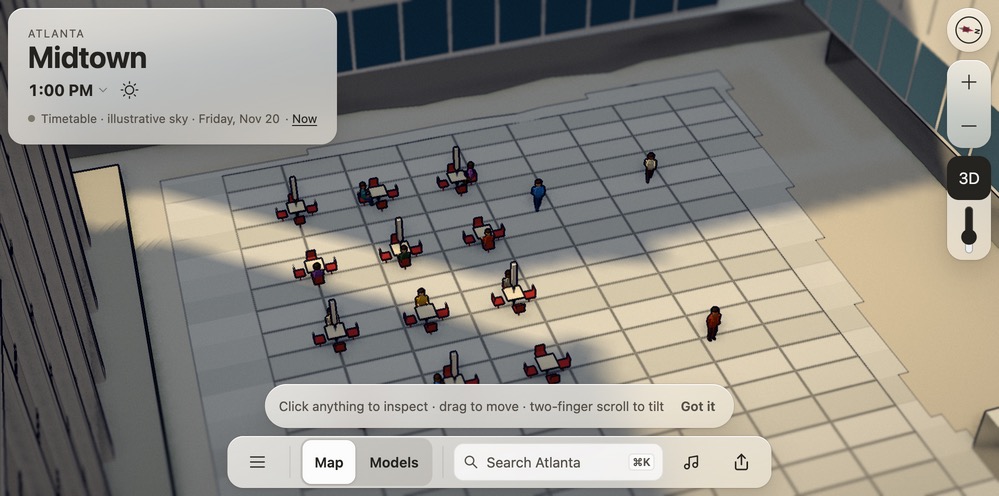 ATLANTA
Midtown
1:00 PM
Timetable · illustrative sky · Friday, Nov 20 · Now
N
3D
Click anything to inspect · drag to move · two-finger scroll to tilt Got it
Map Models Search Atlanta ⌘K